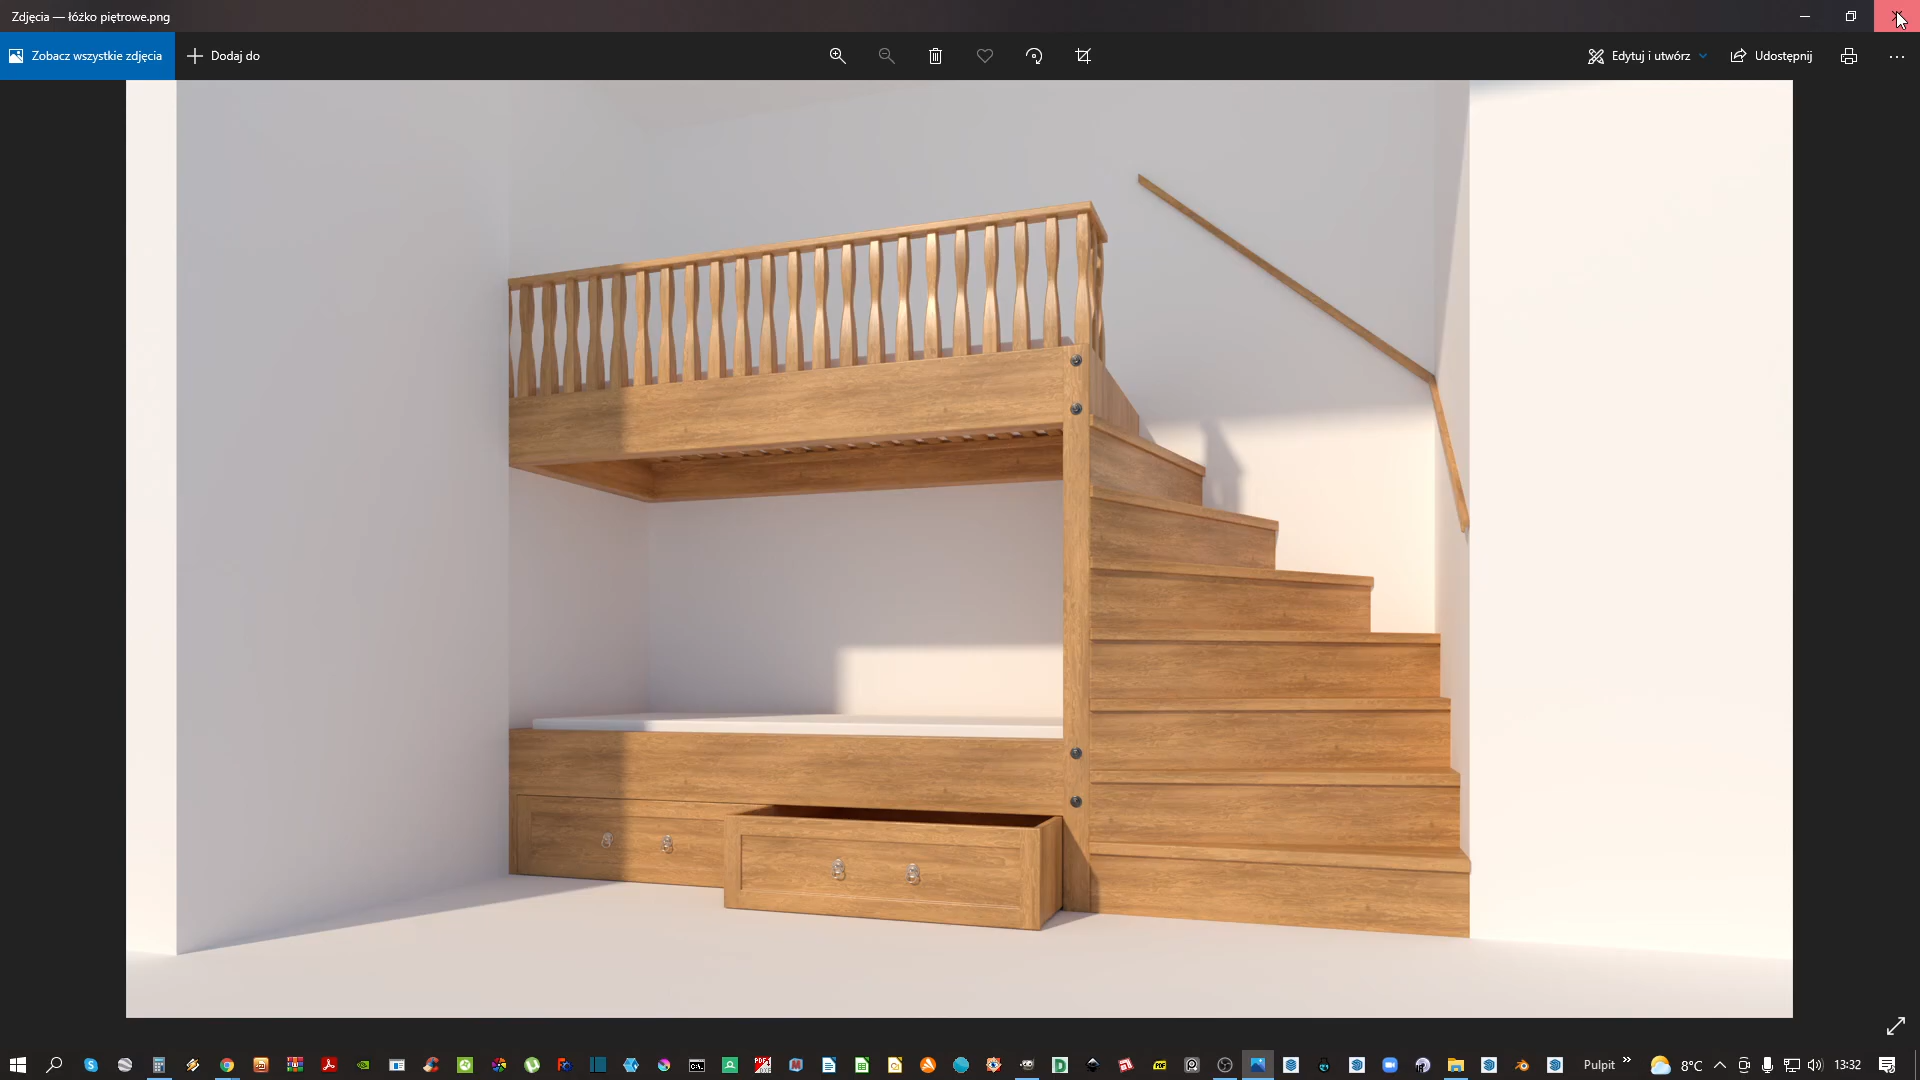 Zdjęcia — łóżko piętrowe.png
Zobacz wszystkie zdjęcia
Dodaj do
Edytuj i utwórz
Udostępnij
Pulpit
8°C
13:32